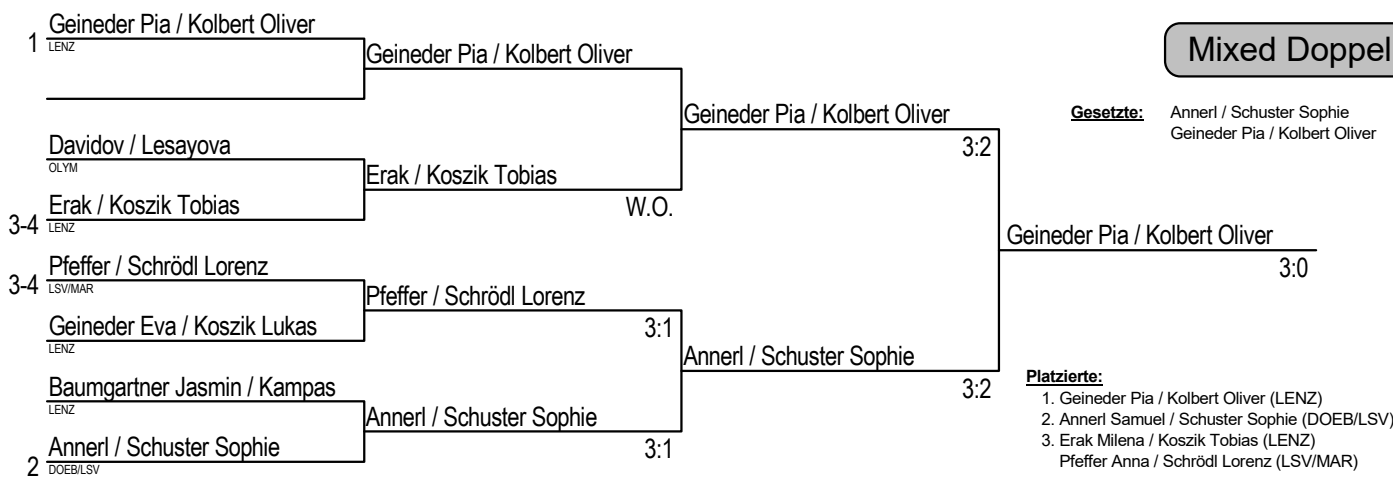 Mixed Doppel
Gesetzte: Annerl / Schuster Sophie
Geineder Pia / Kolbert Oliver
1 Geineder Pia / Kolbert Oliver
LENZ
Davidov / Lesayova
OLYM
3-4 Erak / Koszik Tobias
LENZ
3-4 Pfeffer / Schrödl Lorenz
LSV/MAR
Geineder Eva / Koszik Lukas
LENZ
Baumgartner Jasmin / Kampas
LENZ
2 Annerl / Schuster Sophie
DOEB/LSV
Geineder Pia / Kolbert Oliver
Erak / Koszik Tobias
W.O.
Pfeffer / Schrödl Lorenz
3:1
Annerl / Schuster Sophie
3:1
Geineder Pia / Kolbert Oliver
3:2
Annerl / Schuster Sophie
3:2
Geineder Pia / Kolbert Oliver
3:0
Platzierte:
1. Geineder Pia / Kolbert Oliver (LENZ)
2. Annerl Samuel / Schuster Sophie (DOEB/LSV)
3. Erak Milena / Koszik Tobias (LENZ)
Pfeffer Anna / Schrödl Lorenz (LSV/MAR)